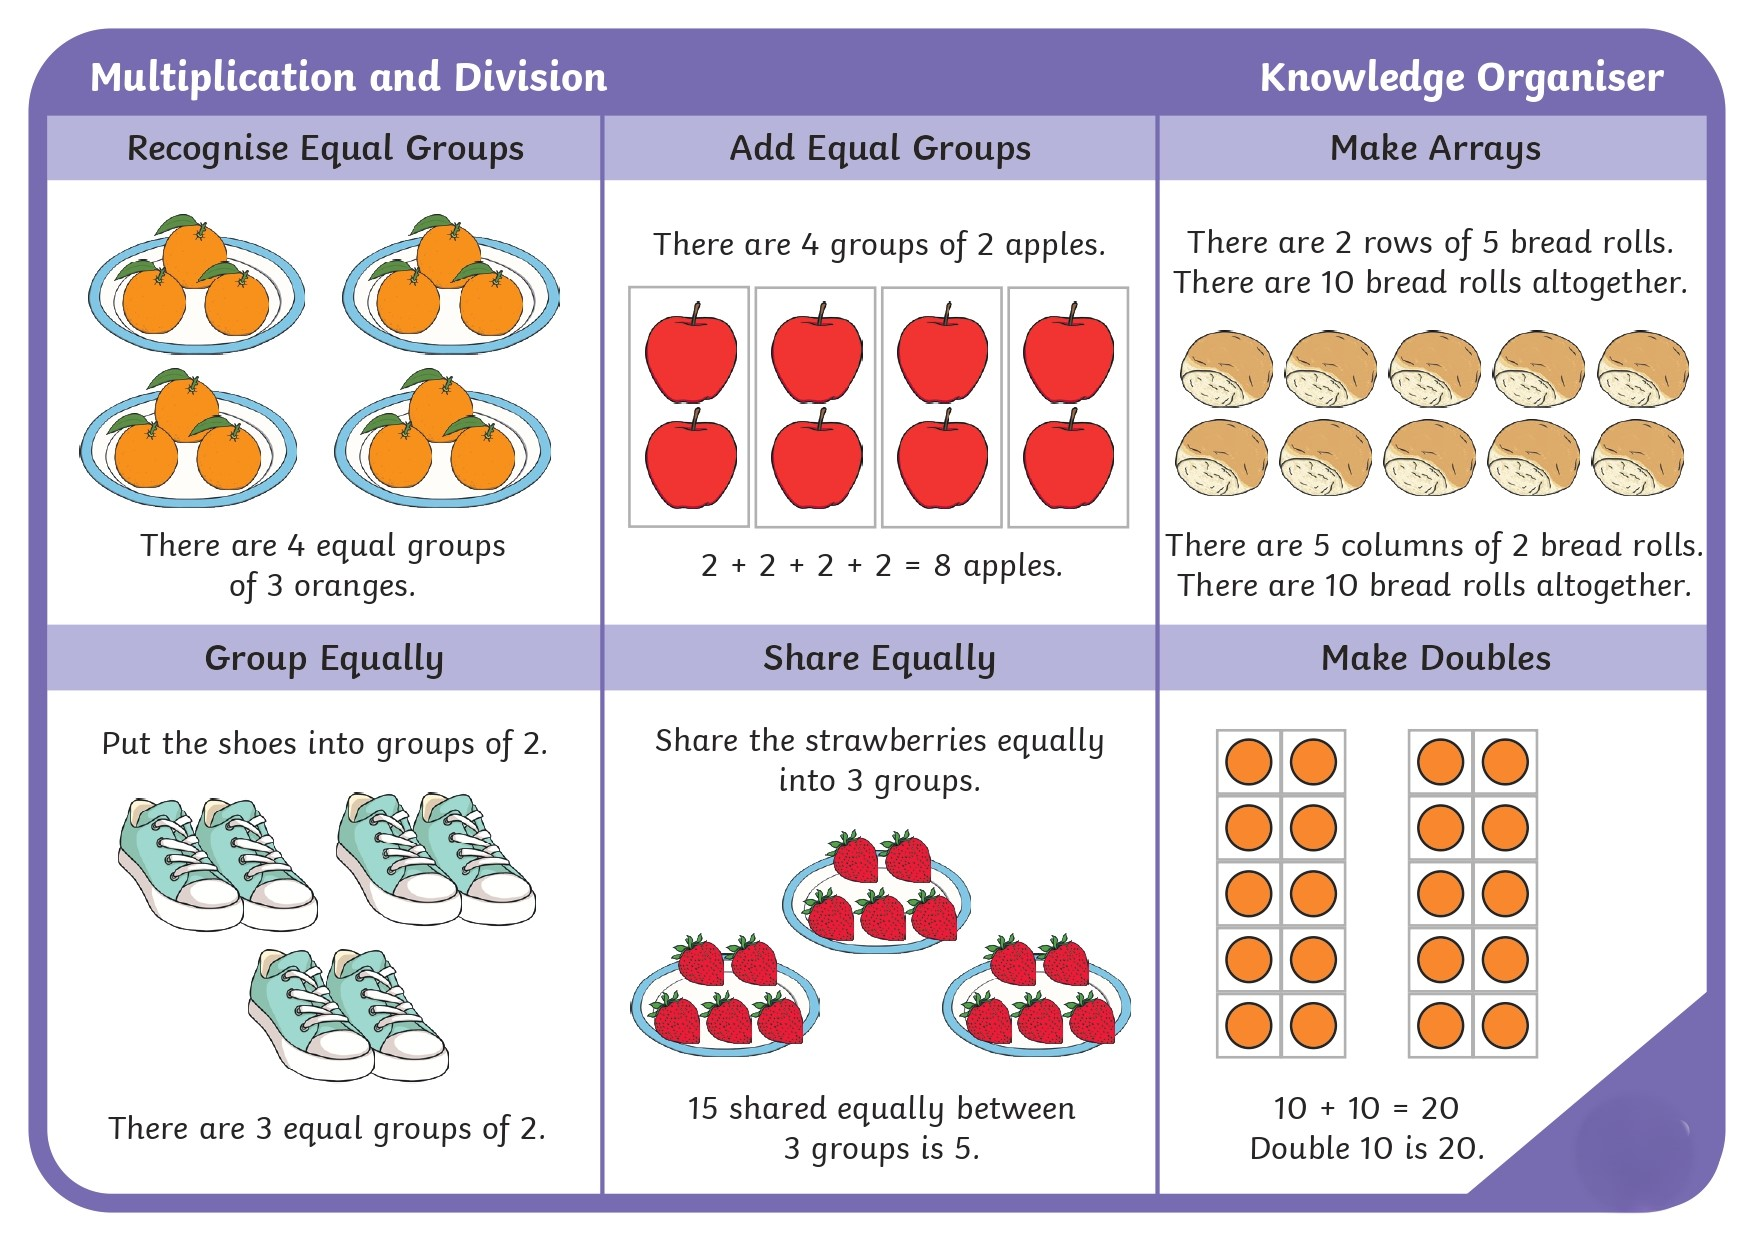 Multiplication and Division
Knowledge Organiser
Recognise Equal Groups
There are 4 equal groups
of 3 oranges.
Add Equal Groups
There are 4 groups of 2 apples.
2 + 2 + 2 + 2 = 8 apples.
Make Arrays
There are 2 rows of 5 bread rolls.
There are 10 bread rolls altogether.
There are 5 columns of 2 bread rolls.
There are 10 bread rolls altogether.
Group Equally
Put the shoes into groups of 2.
There are 3 equal groups of 2.
Share Equally
Share the strawberries equally
into 3 groups.
15 shared equally between
3 groups is 5.
Make Doubles
10 + 10 = 20
Double 10 is 20.